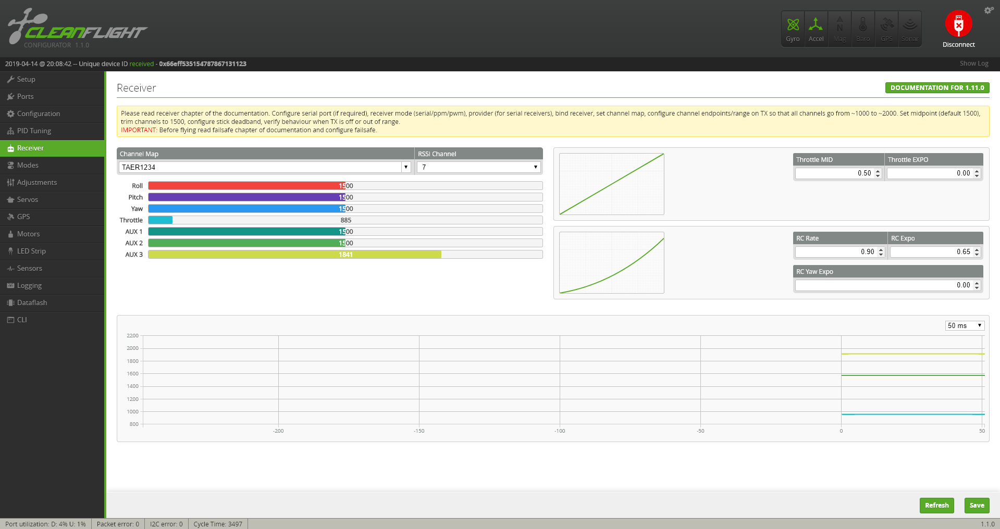 CLEANFLIGHT
CONFIGURATOR 1.1.0
Gyro Accel Mag Baro GPS Sonar
Disconnect
2019-04-14 @ 20:08:42 -- Unique device ID received - 0x66eff535154787867131123
Show Log
Setup
Ports
Configuration
PID Tuning
Receiver
Modes
Adjustments
Servos
GPS
Motors
LED Strip
Sensors
Logging
Dataflash
CLI
Receiver
DOCUMENTATION FOR 1.11.0
Please read receiver chapter of the documentation. Configure serial port (if required), receiver mode (serial/ppm/pwm), provider (for serial receivers), bind receiver, set channel map, configure channel endpoints/range on TX so that all channels go from ~1000 to ~2000. Set midpoint (default 1500),
trim channels to 1500, configure stick deadband, verify behaviour when TX is off or out of range.
IMPORTANT: Before flying read failsafe chapter of documentation and configure failsafe.
Channel Map RSSI Channel
TAER1234 7
Roll 1500
Pitch 1500
Yaw 1500
Throttle 885
AUX 1 1500
AUX 2 1500
AUX 3 1841
Throttle MID Throttle EXPO
0.50 0.00
RC Rate RC Expo
0.90 0.65
RC Yaw Expo
0.00
50 ms
2200
2000
1800
1600
1400
1200
1000
800
-200 -150 -100 -50 0 50
Refresh Save
Port utilization: D: 4% U: 1% Packet error: 0 I2C error: 0 Cycle Time: 3497 1.1.0